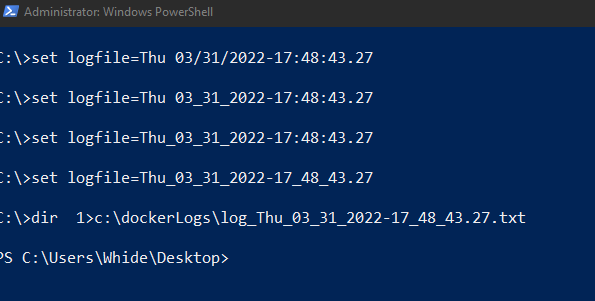 Administrator: Windows PowerShell
C:\>set logfile=Thu 03/31/2022-17:48:43.27
C:\>set logfile=Thu 03_31_2022-17:48:43.27
C:\>set logfile=Thu_03_31_2022-17:48:43.27
C:\>set logfile=Thu_03_31_2022-17_48_43.27
C:\>dir  1>c:\dockerLogs\log_Thu_03_31_2022-17_48_43.27.txt
PS C:\Users\Whide\Desktop>